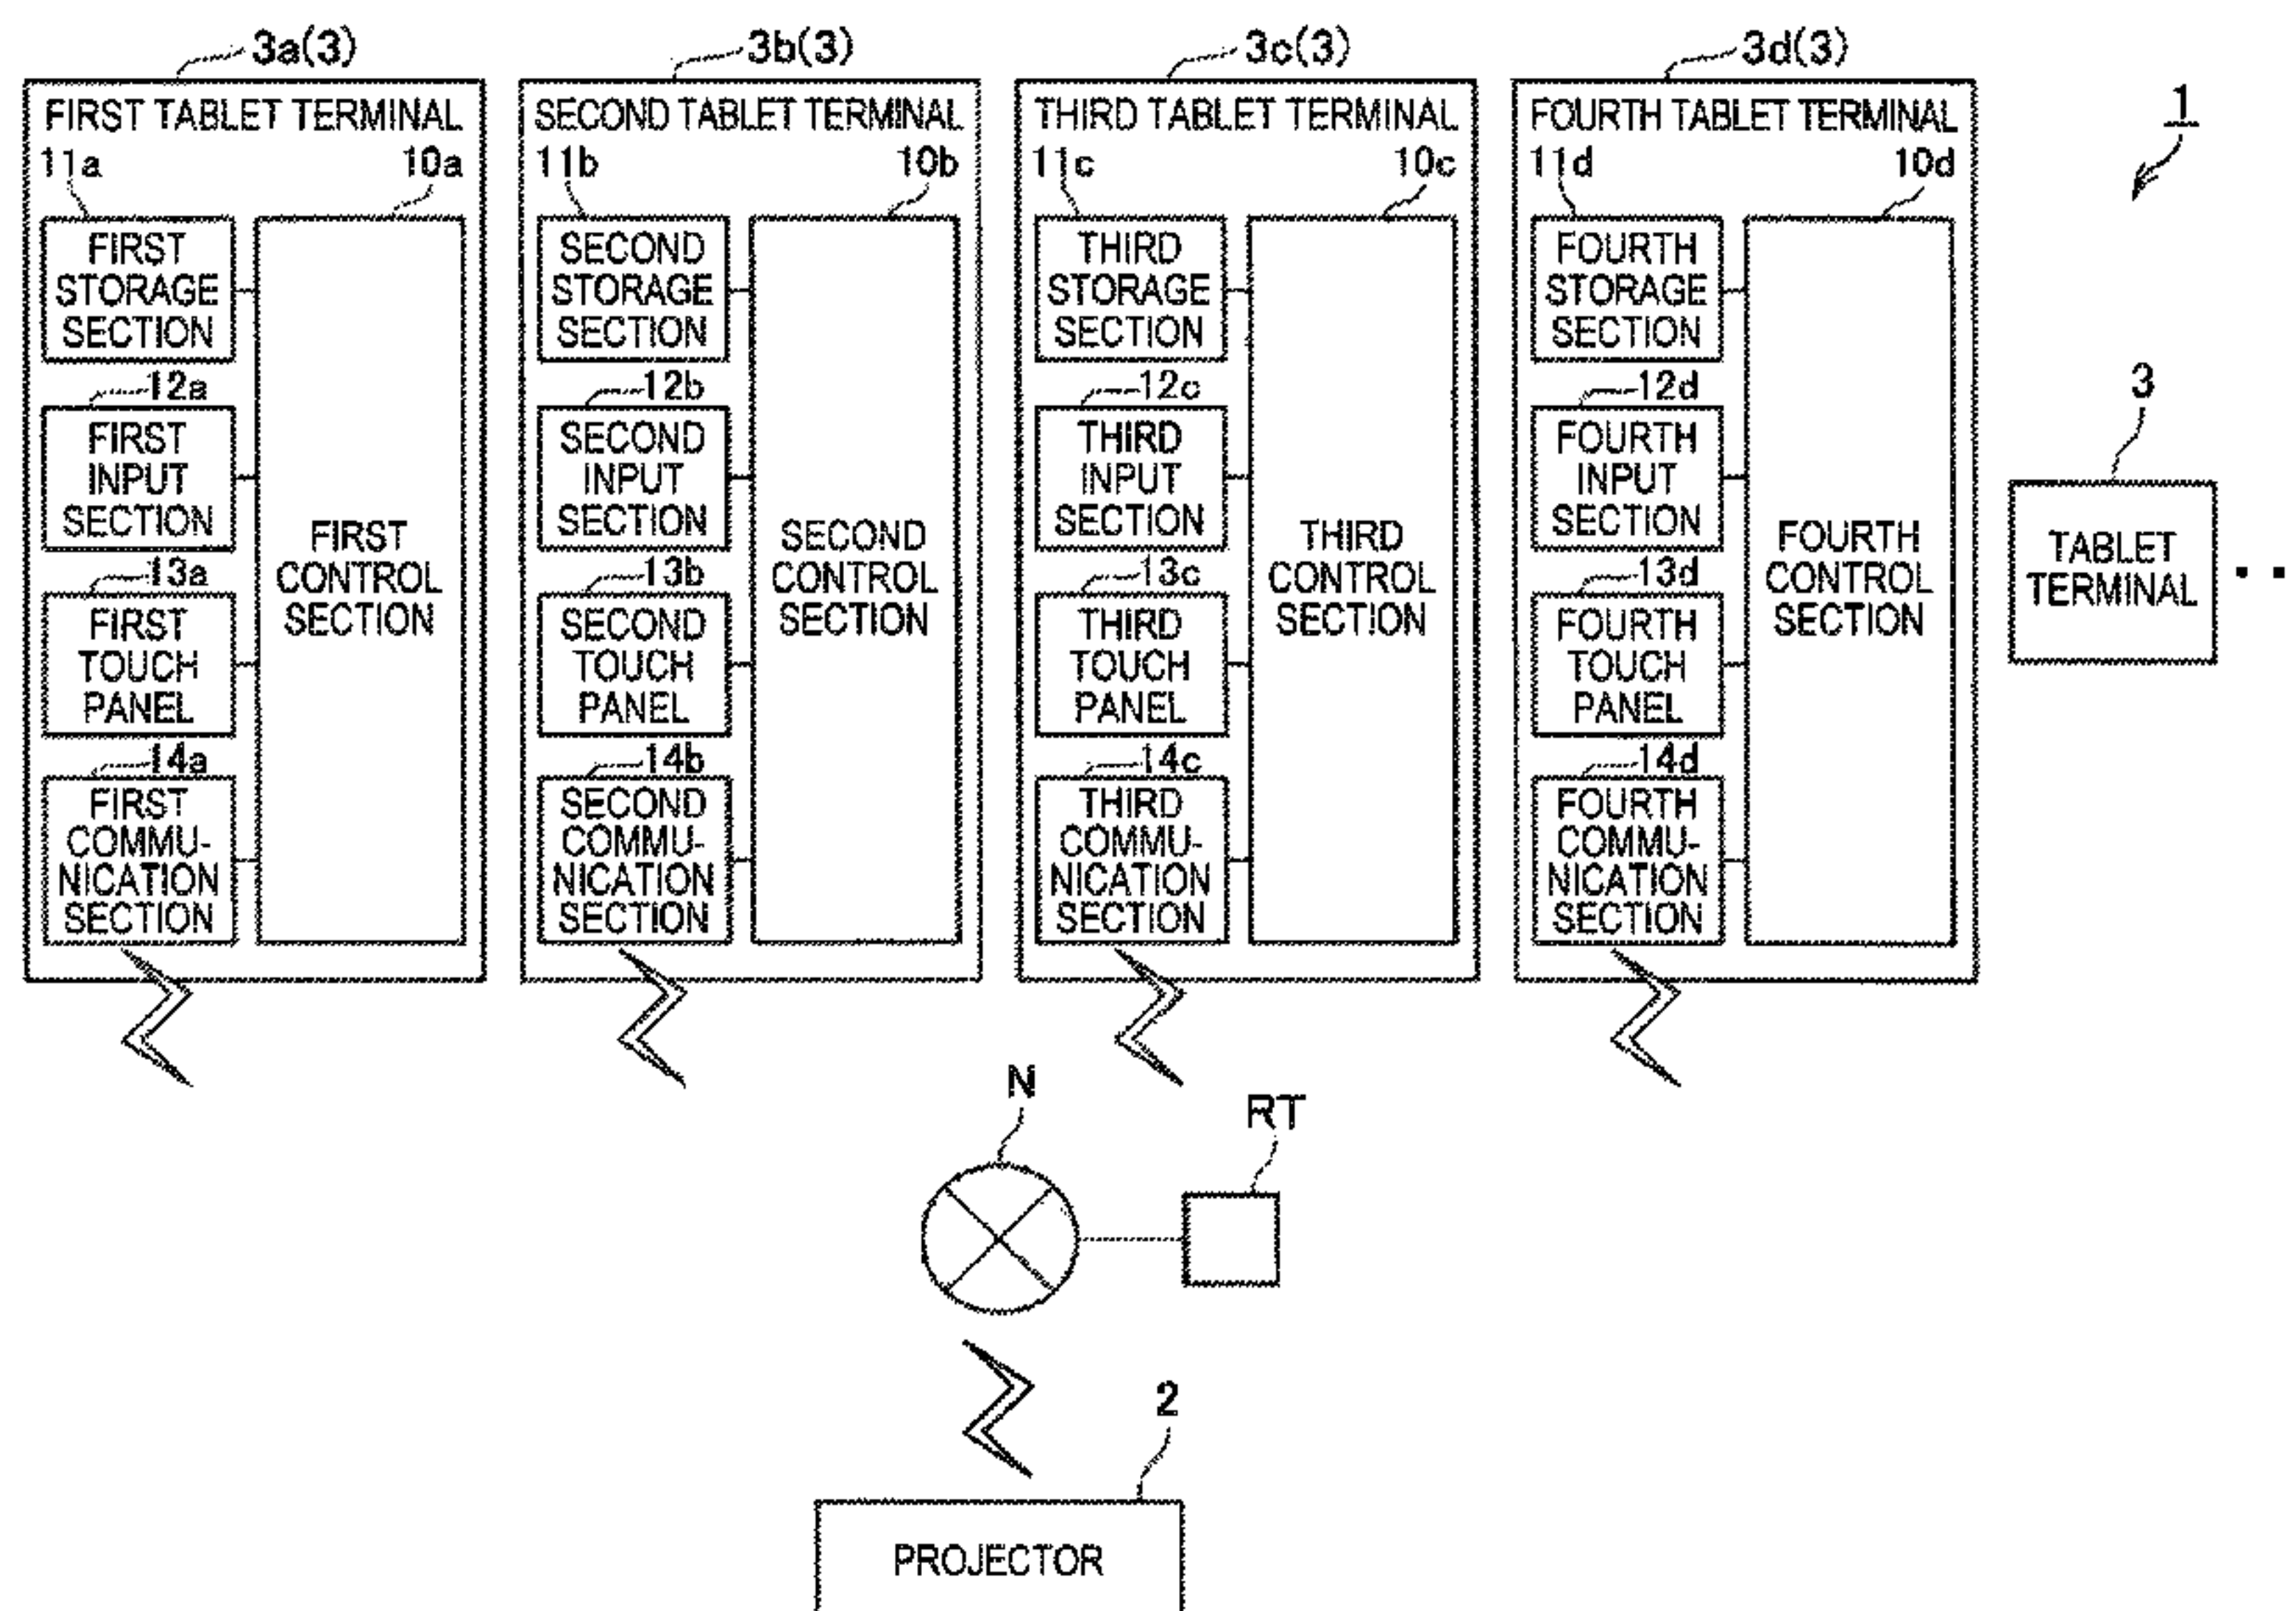 3a(3)
3b(3)
3c(3)
3d(3)
1
FIRST TABLET TERMINAL
11a
10a
FIRST
STORAGE
SECTION
12a
FIRST
INPUT
SECTION
13a
FIRST
TOUCH
PANEL
14a
FIRST
COMMU-
NICATION
SECTION
FIRST
CONTROL
SECTION
SECOND TABLET TERMINAL
11b
10b
SECOND
STORAGE
SECTION
12b
SECOND
INPUT
SECTION
13b
SECOND
TOUCH
PANEL
14b
SECOND
COMMU-
NICATION
SECTION
SECOND
CONTROL
SECTION
THIRD TABLET TERMINAL
11c
10c
THIRD
STORAGE
SECTION
12c
THIRD
INPUT
SECTION
13c
THIRD
TOUCH
PANEL
14c
THIRD
COMMU-
NICATION
SECTION
THIRD
CONTROL
SECTION
FOURTH TABLET TERMINAL
11d
10d
FOURTH
STORAGE
SECTION
12d
FOURTH
INPUT
SECTION
13d
FOURTH
TOUCH
PANEL
14d
FOURTH
COMMU-
NICATION
SECTION
FOURTH
CONTROL
SECTION
3
TABLET
TERMINAL
N
RT
2
PROJECTOR